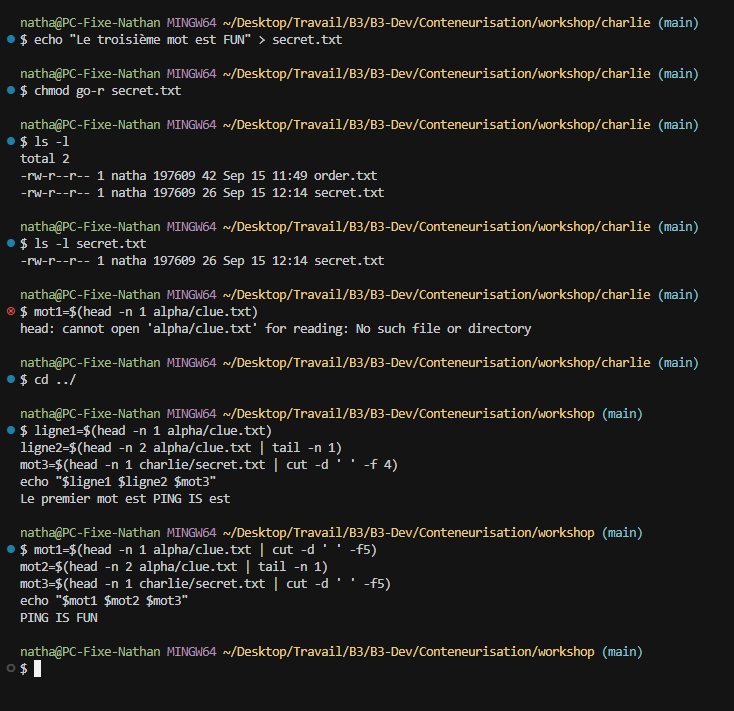 natha@PC-Fixe-Nathan MINGW64 ~/Desktop/Travail/B3/B3-Dev/Conteneurisation/workshop/charlie (main)
$ echo "Le troisième mot est FUN" > secret.txt
natha@PC-Fixe-Nathan MINGW64 ~/Desktop/Travail/B3/B3-Dev/Conteneurisation/workshop/charlie (main)
$ chmod go-r secret.txt
natha@PC-Fixe-Nathan MINGW64 ~/Desktop/Travail/B3/B3-Dev/Conteneurisation/workshop/charlie (main)
$ ls -l
total 2
-rw-r--r-- 1 natha 197609 42 Sep 15 11:49 order.txt
-rw-r--r-- 1 natha 197609 26 Sep 15 12:14 secret.txt
natha@PC-Fixe-Nathan MINGW64 ~/Desktop/Travail/B3/B3-Dev/Conteneurisation/workshop/charlie (main)
$ ls -l secret.txt
-rw-r--r-- 1 natha 197609 26 Sep 15 12:14 secret.txt
natha@PC-Fixe-Nathan MINGW64 ~/Desktop/Travail/B3/B3-Dev/Conteneurisation/workshop/charlie (main)
$ mot1=$(head -n 1 alpha/clue.txt)
head: cannot open 'alpha/clue.txt' for reading: No such file or directory
natha@PC-Fixe-Nathan MINGW64 ~/Desktop/Travail/B3/B3-Dev/Conteneurisation/workshop/charlie (main)
$ cd ../
natha@PC-Fixe-Nathan MINGW64 ~/Desktop/Travail/B3/B3-Dev/Conteneurisation/workshop (main)
$ ligne1=$(head -n 1 alpha/clue.txt)
ligne2=$(head -n 2 alpha/clue.txt | tail -n 1)
mot3=$(head -n 1 charlie/secret.txt | cut -d ' ' -f 4)
echo "$ligne1 $ligne2 $mot3"
Le premier mot est PING IS est
natha@PC-Fixe-Nathan MINGW64 ~/Desktop/Travail/B3/B3-Dev/Conteneurisation/workshop (main)
$ mot1=$(head -n 1 alpha/clue.txt | cut -d ' ' -f5)
mot2=$(head -n 2 alpha/clue.txt | tail -n 1)
mot3=$(head -n 1 charlie/secret.txt | cut -d ' ' -f5)
echo "$mot1 $mot2 $mot3"
PING IS FUN
natha@PC-Fixe-Nathan MINGW64 ~/Desktop/Travail/B3/B3-Dev/Conteneurisation/workshop (main)
$